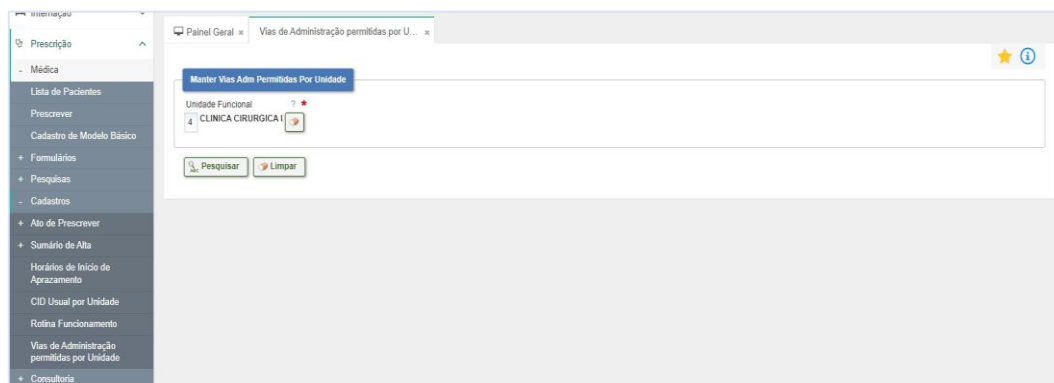 Internação
Prescrição
- Médica
Lista de Pacientes
Prescrever
Cadastro de Modelo Básico
+ Formulários
+ Pesquisas
- Cadastros
+ Ato de Prescrever
+ Sumário de Alta
Horários de Início de
Aprazamento
CID Usual por Unidade
Rotina Funcionamento
Vias de Administração
permitidas por Unidade
+ Consultoria
Painel Geral x
Vias de Administração permitidas por U... x
Manter Vias Adm Permitidas Por Unidade
Unidade Funcional ? *
4 CLINICA CIRURGICA I
Pesquisar
Limpar